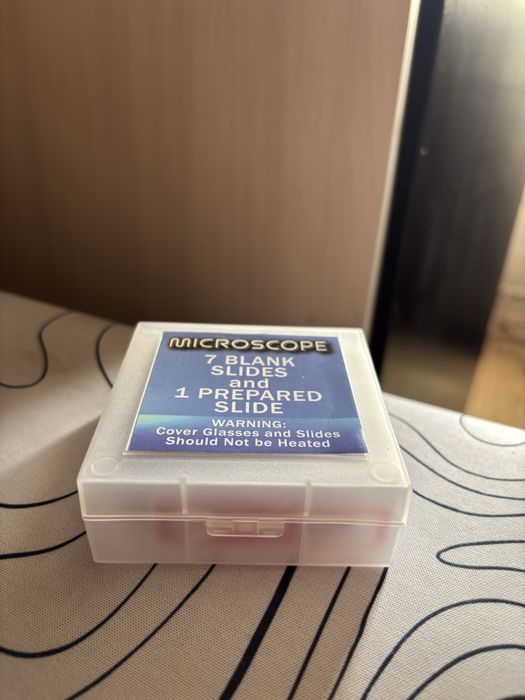 MICROSCOPE
7 BLANK
SLIDES
and
1 PREPARED
SLIDE
WARNING:
Cover Glasses and Slides
Should Not be Heated